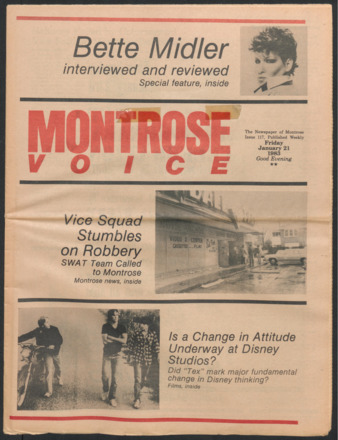 Bette Midler
interviewed and reviewed
Special feature, inside
MONTROSE
VOICE
The Newspaper of Montrose
Issue 117, Published Weekly
Friday
January 21
1983
Good Evening
Vice Squad
Stumbles
on Robbery
SWAT Team Called
to Montrose
Montrose news, inside
Is a Change in Attitude
Underway at Disney
Studios?
Did "Tex" mark major fundamental
change in Disney thinking?
Films, inside